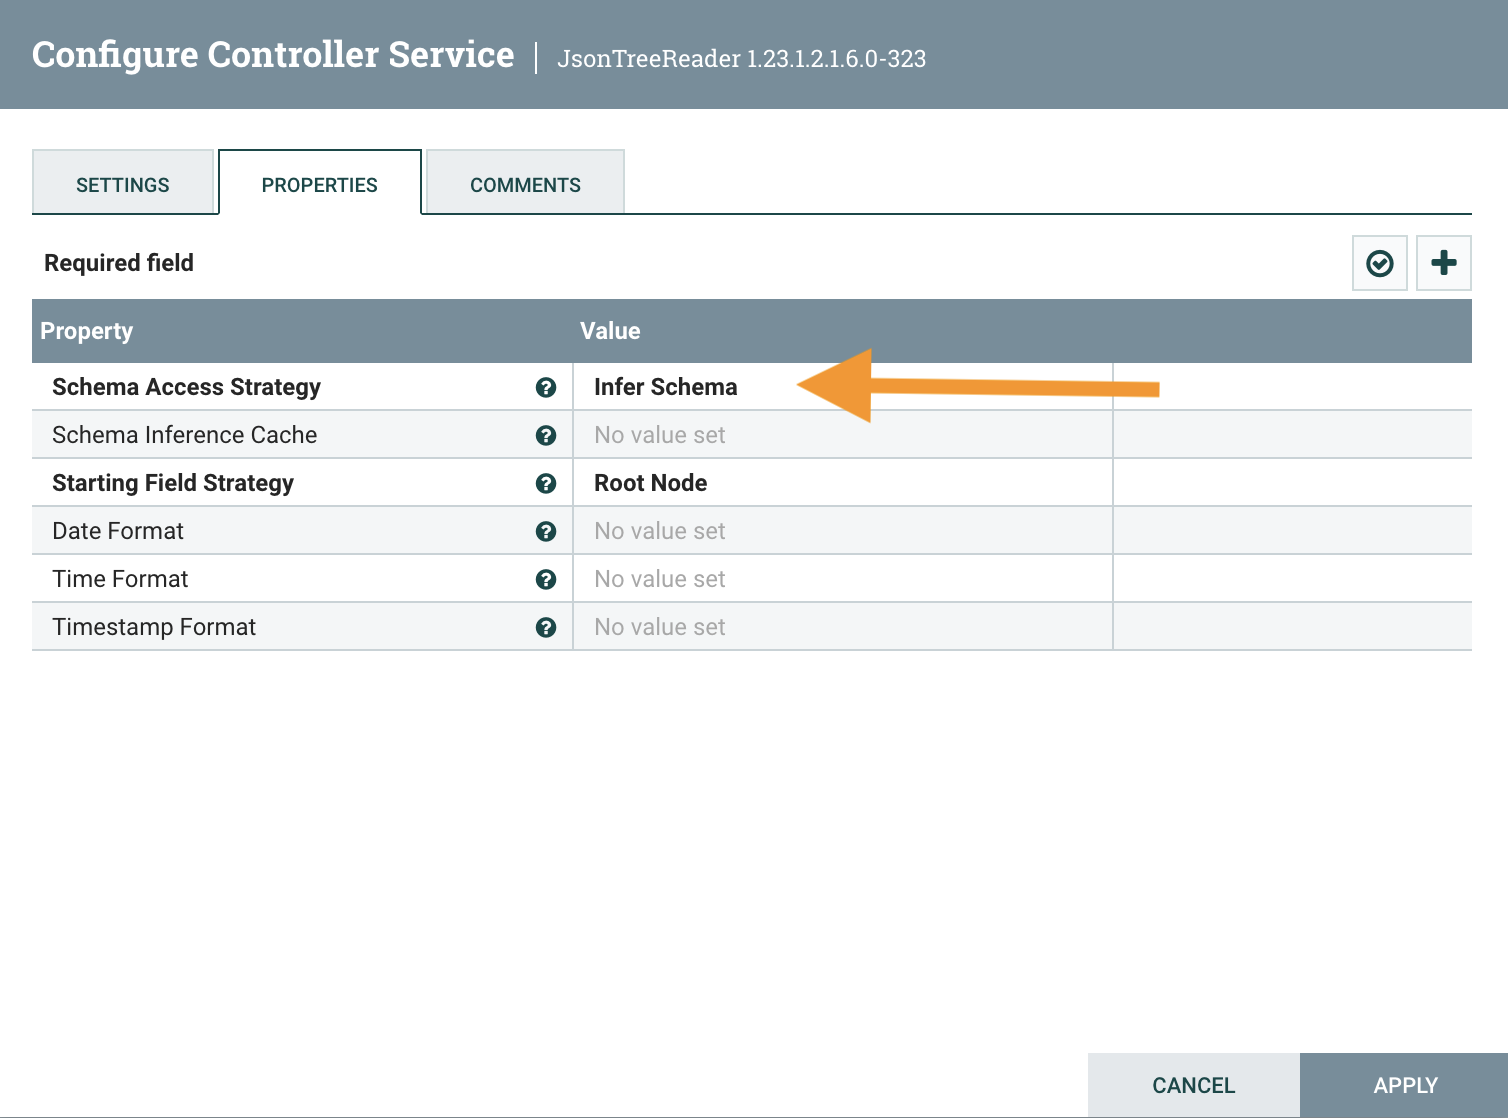 Configure Controller Service | JsonTreeReader 1.23.1.2.1.6.0-323
SETTINGS PROPERTIES COMMENTS
Required field
Property Value
Schema Access Strategy Infer Schema
Schema Inference Cache No value set
Starting Field Strategy Root Node
Date Format No value set
Time Format No value set
Timestamp Format No value set
CANCEL APPLY